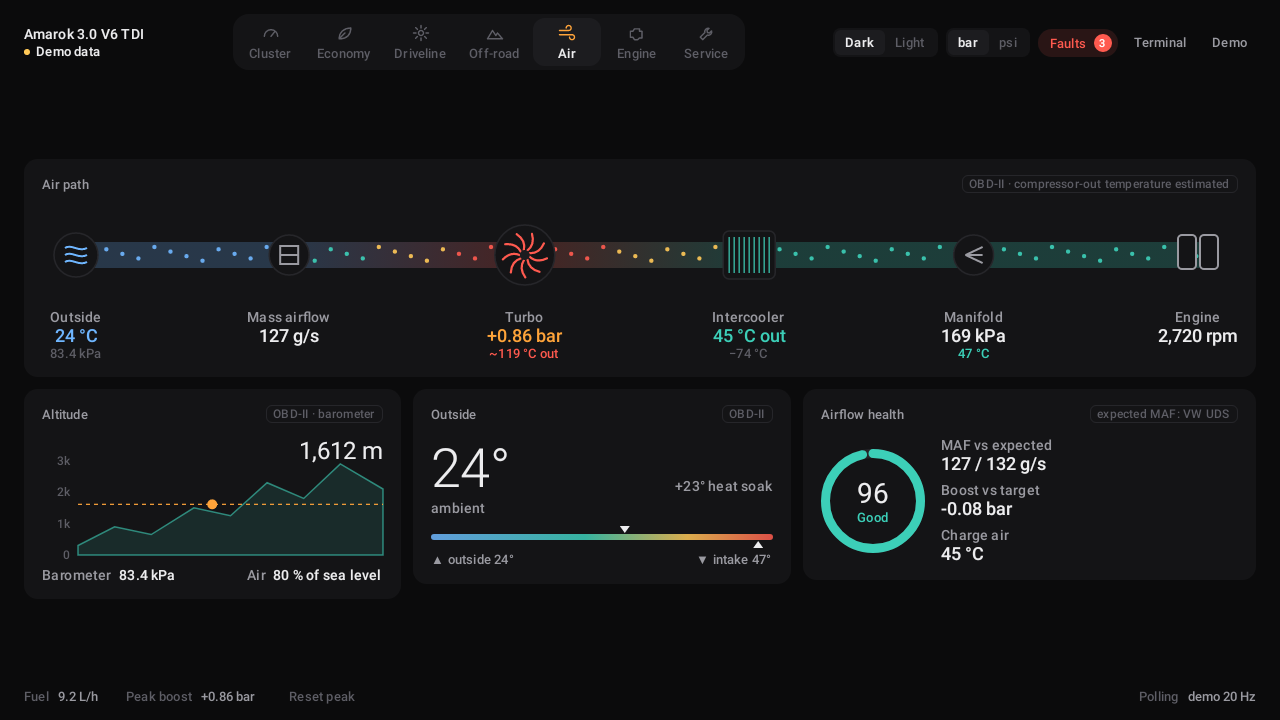 Amarok 3.0 V6 TDI
Demo data
Cluster
Economy
Driveline
Off-road
Air
Engine
Service
Dark
Light
bar
psi
Faults 3
Terminal
Demo
Air path
OBD-II · compressor-out temperature estimated
Outside
24 °C
83.4 kPa
Mass airflow
127 g/s
Turbo
+0.86 bar
~119 °C out
Intercooler
45 °C out
−74 °C
Manifold
169 kPa
47 °C
Engine
2,720 rpm
Altitude
OBD-II · barometer
1,612 m
3k
2k
1k
0
Barometer 83.4 kPa
Air 80 % of sea level
Outside
OBD-II
24°
ambient
+23° heat soak
▲ outside 24°
▼ intake 47°
Airflow health
expected MAF: VW UDS
96
Good
MAF vs expected
127 / 132 g/s
Boost vs target
-0.08 bar
Charge air
45 °C
Fuel 9.2 L/h
Peak boost +0.86 bar
Reset peak
Polling demo 20 Hz